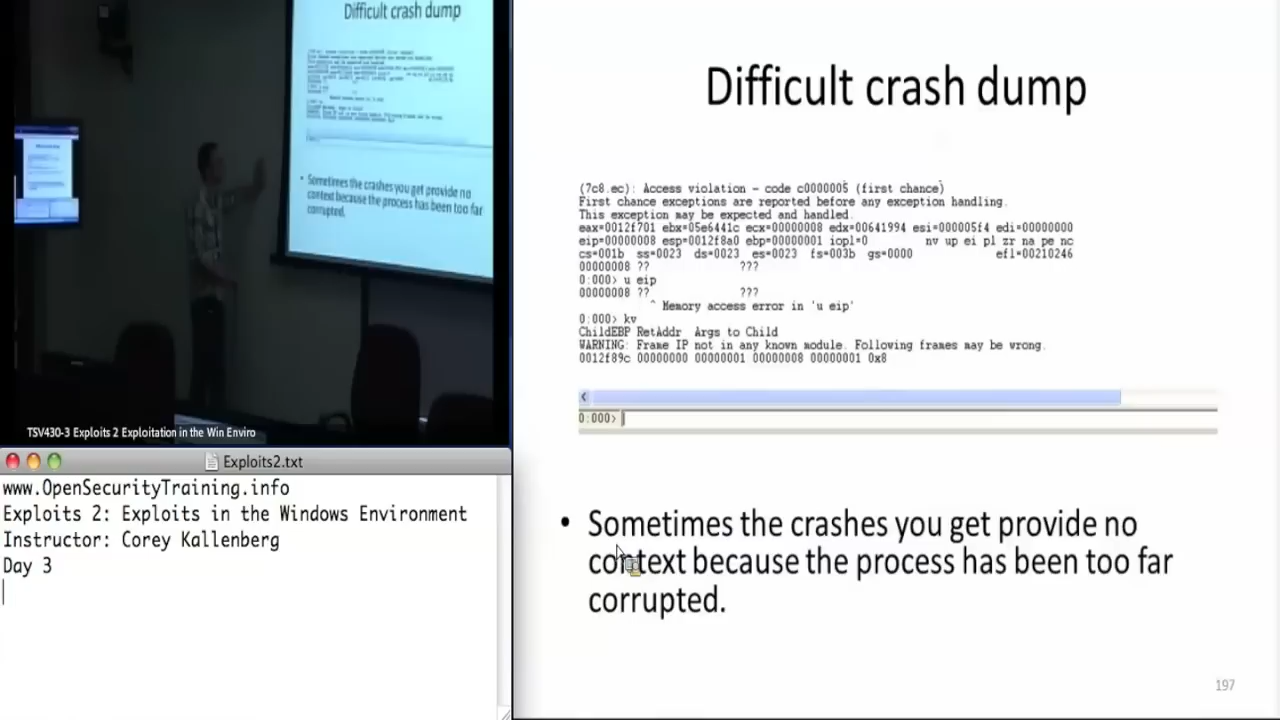 Difficult crash dump
Sometimes the crashes you get provide no
context because the process has been too far
corrupted.
TSV430-3 Exploits 2 Exploitation in the Win Enviro
Exploits2.txt
www.OpenSecurityTraining.info
Exploits 2: Exploits in the Windows Environment
Instructor: Corey Kallenberg
Day 3
Difficult crash dump
(7c8.ec): Access violation - code c0000005 (first chance)
First chance exceptions are reported before any exception handling.
This exception may be expected and handled.
eax=0012f701 ebx=05e6441c ecx=00000008 edx=00641994 esi=000005f4 edi=00000000
eip=00000008 esp=0012f8a0 ebp=00000001 iopl=0 nv up ei pl zr na pe nc
cs=001b ss=0023 ds=0023 es=0023 fs=003b gs=0000 efl=00210246
00000008 ?? ???
0:000> u eip
00000008 ?? ???
^ Memory access error in 'u eip'
0:000> kv
ChildEBP RetAddr Args to Child
WARNING: Frame IP not in any known module. Following frames may be wrong.
0012f89c 00000000 00000001 00000008 00000001 0x8
0:000>
• Sometimes the crashes you get provide no
context because the process has been too far
corrupted.
197